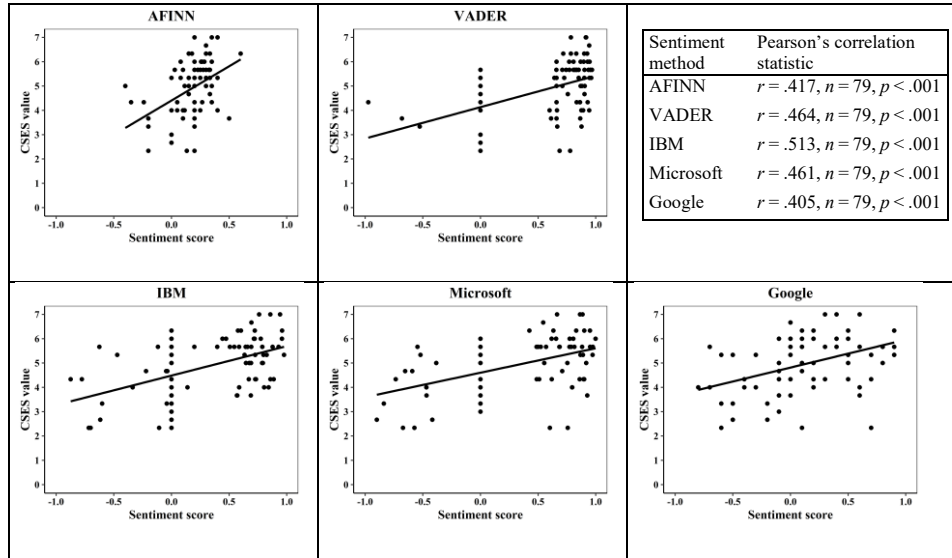 AFINN
CSES value
7
6
5
4
3
2
1
0
-1.0 -0.5 0.0 0.5 1.0
Sentiment score
VADER
CSES value
7
6
5
4
3
2
1
0
-1.0 -0.5 0.0 0.5 1.0
Sentiment score
Sentiment method Pearson's correlation statistic
AFINN r = .417, n = 79, p < .001
VADER r = .464, n = 79, p < .001
IBM r = .513, n = 79, p < .001
Microsoft r = .461, n = 79, p < .001
Google r = .405, n = 79, p < .001
IBM
CSES value
7
6
5
4
3
2
1
0
-1.0 -0.5 0.0 0.5 1.0
Sentiment score
Microsoft
CSES value
7
6
5
4
3
2
1
0
-1.0 -0.5 0.0 0.5 1.0
Sentiment score
Google
CSES value
7
6
5
4
3
2
1
0
-1.0 -0.5 0.0 0.5 1.0
Sentiment score